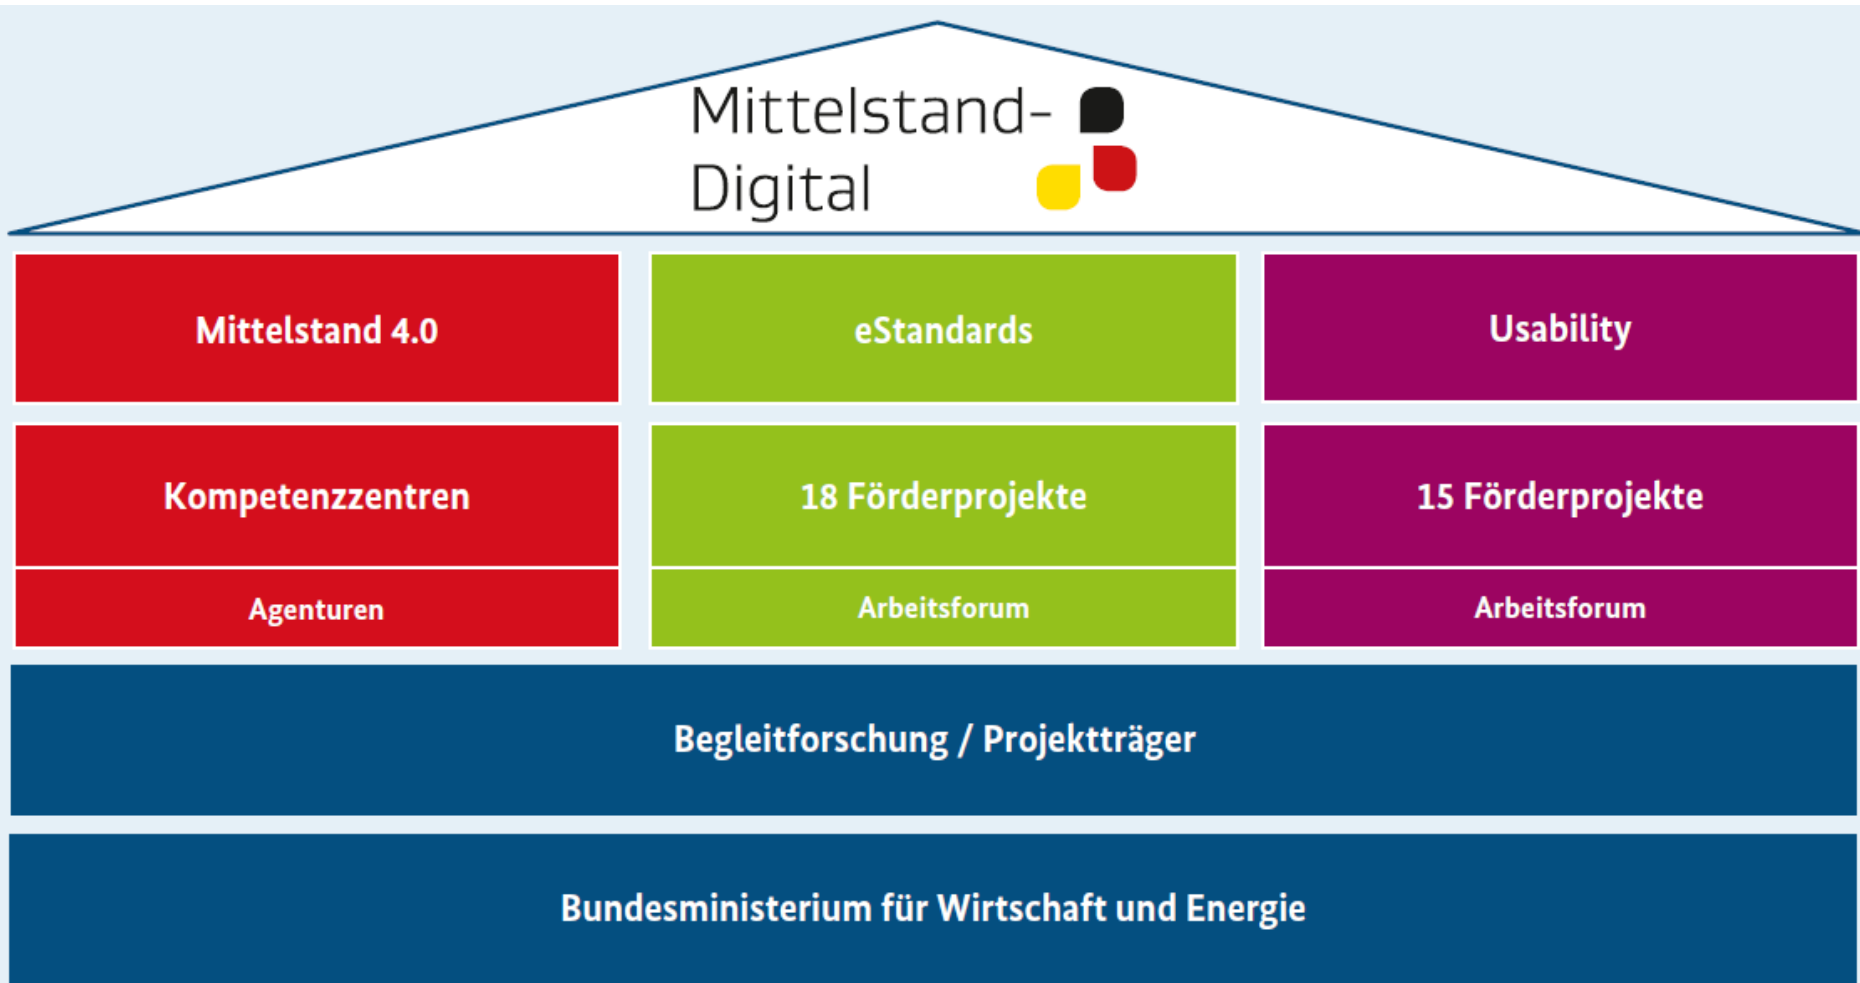 Mittelstand-
Digital
Mittelstand 4.0
eStandards
Usability
Kompetenzzentren
18 Förderprojekte
15 Förderprojekte
Agenturen
Arbeitsforum
Arbeitsforum
Begleitforschung / Projektträger
Bundesministerium für Wirtschaft und Energie